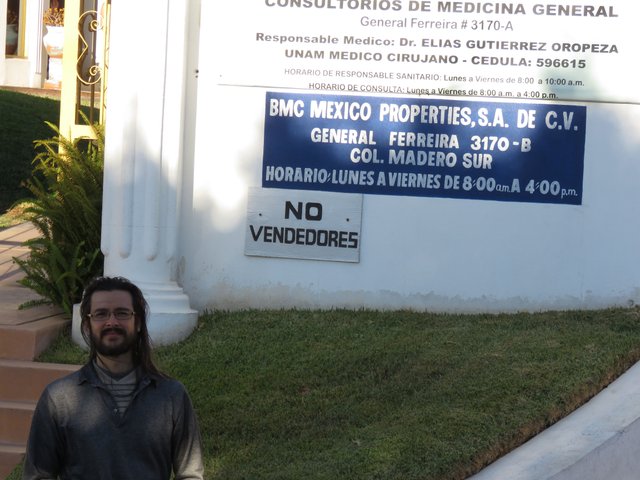 CONSULTORIOS DE MEDICINA GENERAL
General Ferreira # 3170-A
Responsable Medico: Dr. ELIAS GUTIERREZ OROPEZA
UNAM MEDICO CIRUJANO - CEDULA: 596615
HORARIO DE RESPONSABLE SANITARIO: Lunes a Viernes de 8:00 a 10:00 a.m.
HORARIO DE CONSULTA: Lunes a Viernes de 8:00 a.m. a 4:00 p.m.
BMC MEXICO PROPERTIES, S.A. DE C.V.
GENERAL FERREIRA 3170-B
COL. MADERO SUR
HORARIO: LUNES A VIERNES DE 8:00 a.m. A 4:00 p.m.
NO
VENDEDORES